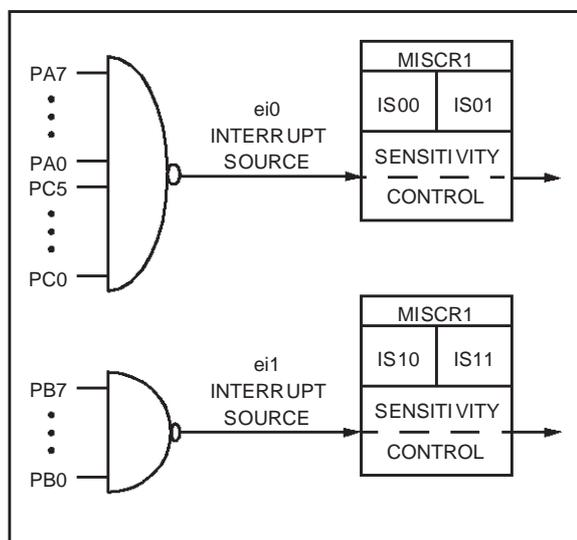 PA7
PA0
PC5
PC0
ei0
INTERRUPT
SOURCE
MISCR1
IS00 IS01
SENSITIVITY
CONTROL
PB7
PB0
ei1
INTERRUPT
SOURCE
MISCR1
IS10 IS11
SENSITIVITY
CONTROL